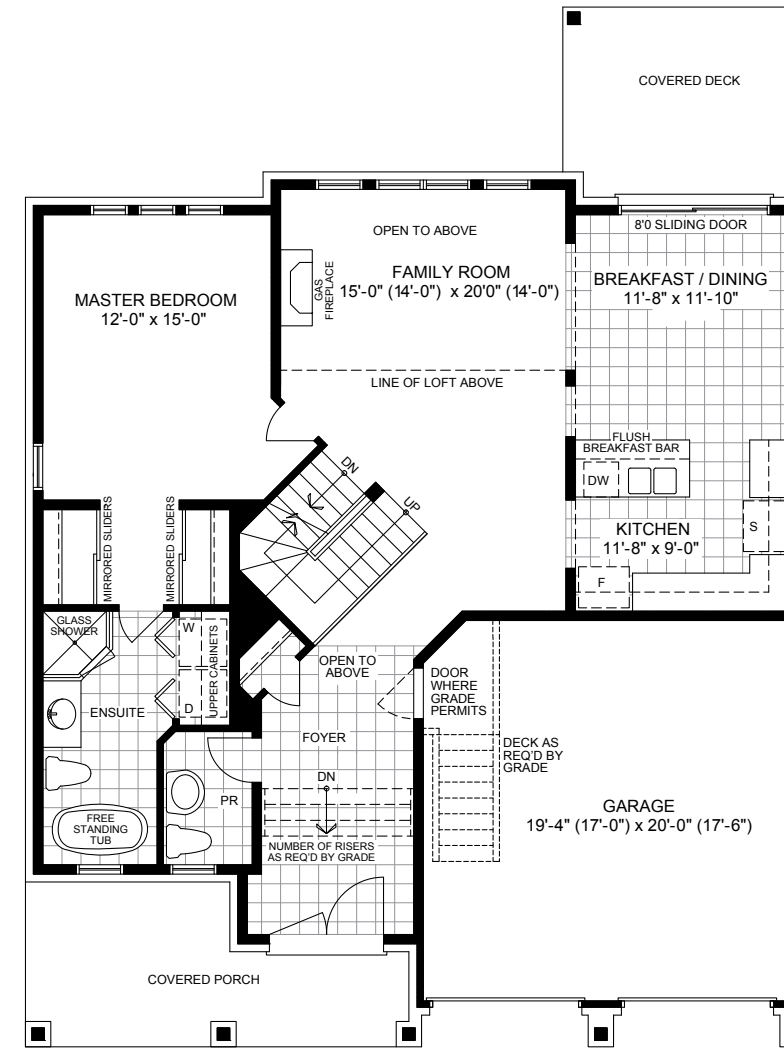 COVERED DECK
OPEN TO ABOVE
8'0 SLIDING DOOR
FAMILY ROOM
15'-0" (14'-0") x 20'0" (14'-0")
GAS
FIREPLACE
BREAKFAST / DINING
11'-8" x 11'-10"
MASTER BEDROOM
12'-0" x 15'-0"
LINE OF LOFT ABOVE
FLUSH
BREAKFAST BAR
DN
DW
UP
MIRRORED SLIDERS
MIRRORED SLIDERS
S
KITCHEN
11'-8" x 9'-0"
F
GLASS
SHOWER
W
UPPER CABINETS
D
ENSUITE
OPEN TO
ABOVE
DOOR
WHERE
GRADE
PERMITS
FOYER
DECK AS
REQ'D BY
GRADE
DN
PR
GARAGE
19'-4" (17'-0") x 20'-0" (17'-6")
FREE
STANDING
TUB
NUMBER OF RISERS
AS REQ'D BY GRADE
COVERED PORCH